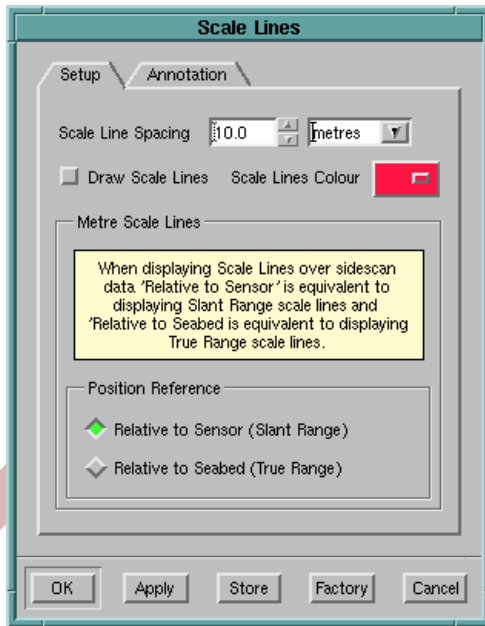 Scale Lines
Setup Annotation
Scale Line Spacing 10.0 metres
Draw Scale Lines Scale Lines Colour
Metre Scale Lines
When displaying Scale Lines over sidescan
data 'Relative to Sensor' is equivalent to
displaying Slant Range scale lines and
'Relative to Seabed is equivalent to displaying
True Range scale lines.
Position Reference
Relative to Sensor (Slant Range)
Relative to Seabed (True Range)
OK Apply Store Factory Cancel